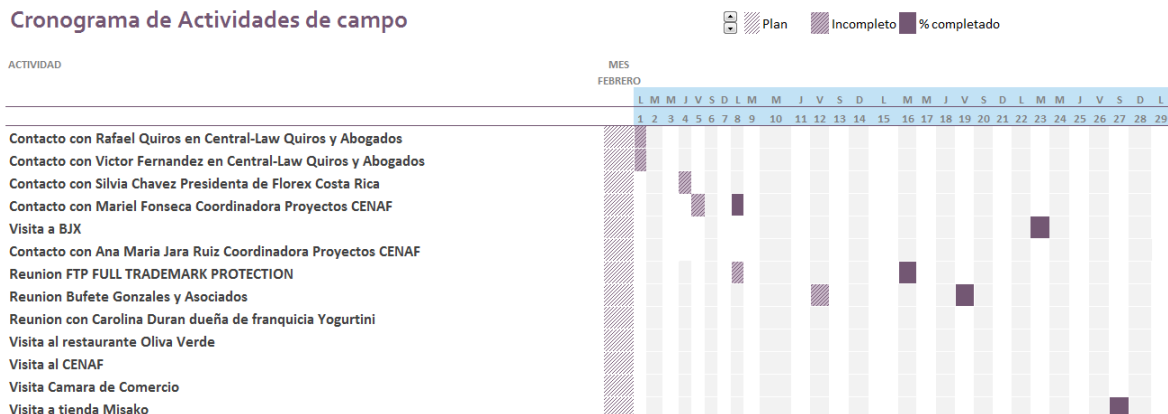 Cronograma de Actividades de campo
Plan Incompleto % completado
ACTIVIDAD MES
FEBRERO
L M M J V S D L M M J V S D L M M J V S D L M M J V S D L
1 2 3 4 5 6 7 8 9 10 11 12 13 14 15 16 17 18 19 20 21 22 23 24 25 26 27 28 29
Contacto con Rafael Quiros en Central-Law Quiros y Abogados
Contacto con Victor Fernandez en Central-Law Quiros y Abogados
Contacto con Silvia Chavez Presidenta de Florex Costa Rica
Contacto con Mariel Fonseca Coordinadora Proyectos CENAF
Visita a BJX
Contacto con Ana Maria Jara Ruiz Coordinadora Proyectos CENAF
Reunion FTP FULL TRADEMARK PROTECTION
Reunion Bufete Gonzales y Asociados
Reunion con Carolina Duran dueña de franquicia Yogurtini
Visita al restaurante Oliva Verde
Visita al CENAF
Visita Camara de Comercio
Visita a tienda Misako